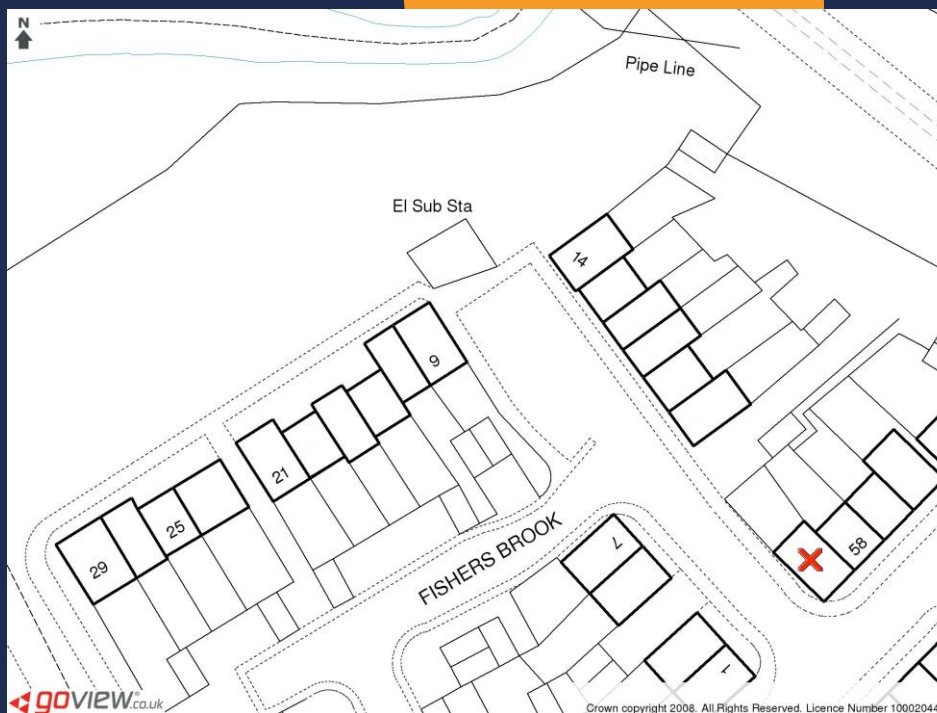 N
Pipe Line
El Sub Sta
14
9
21
25
29
FISHERS BROOK
7
58
1
goview.co.uk
Crown copyright 2008. All Rights Reserved. Licence Number 10002044